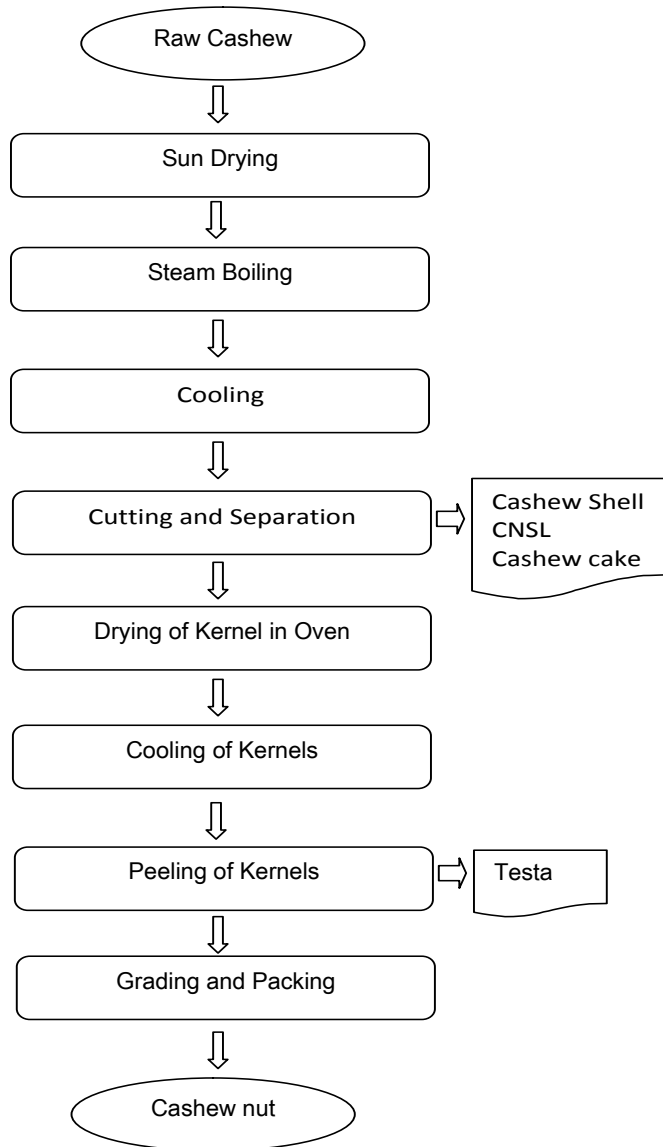 Raw Cashew
Sun Drying
Steam Boiling
Cooling
Cutting and Separation
Cashew Shell
CNSL
Cashew cake
Drying of Kernel in Oven
Cooling of Kernels
Peeling of Kernels
Testa
Grading and Packing
Cashew nut